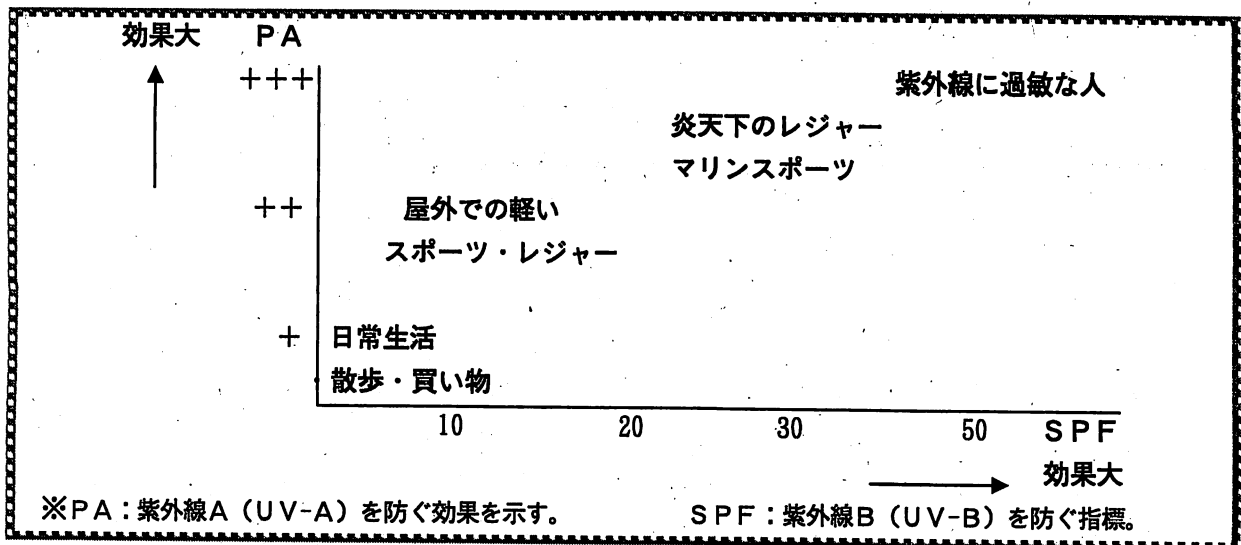 効果大 PA
+++ 紫外線に過敏な人
炎天下のレジャー
マリンスポーツ
++ 屋外での軽い
スポーツ・レジャー
+ 日常生活
散歩・買い物
10 20 30 50 SPF
効果大
※PA:紫外線A(UV-A)を防ぐ効果を示す。 SPF:紫外線B(UV-B)を防ぐ指標。